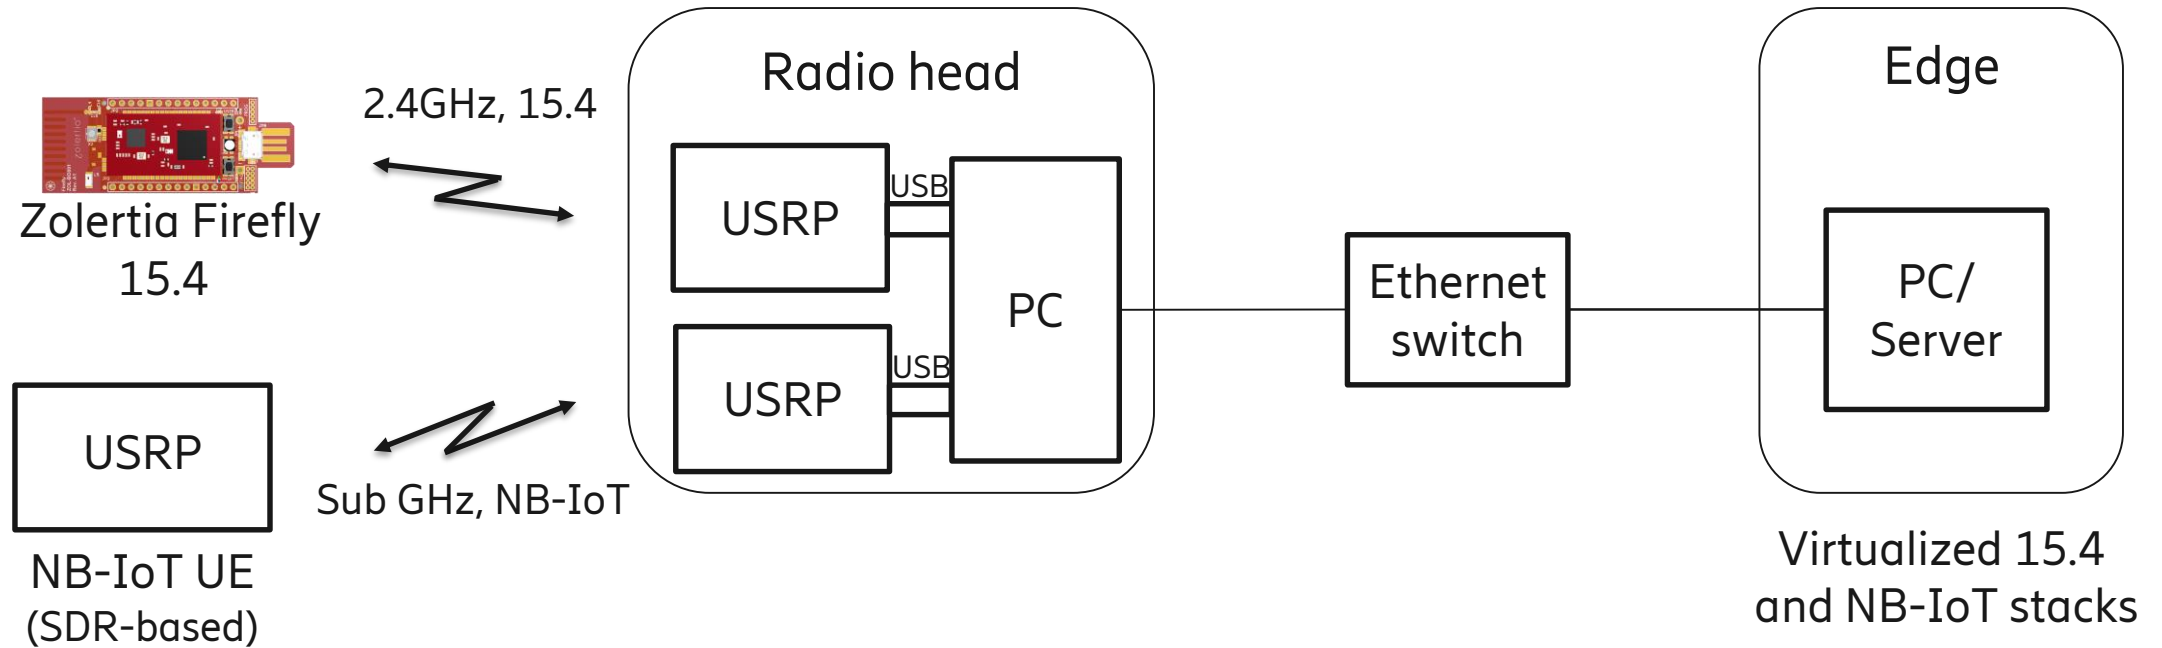 Radio head
Edge
2.4GHz, 15.4
zolertia
Zolertia Firefly
15.4
USRP
USB
PC
USRP
USB
Ethernet
switch
PC/
Server
USRP
Sub GHz, NB-IoT
NB-IoT UE
(SDR-based)
Virtualized 15.4
and NB-IoT stacks